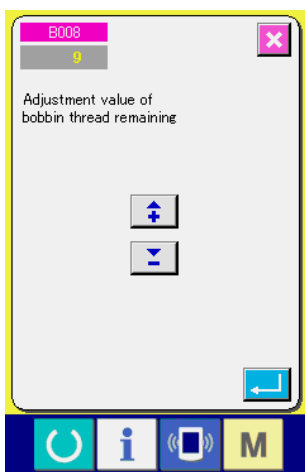 B008
9
Adjustment value of
bobbin thread remaining
i
M